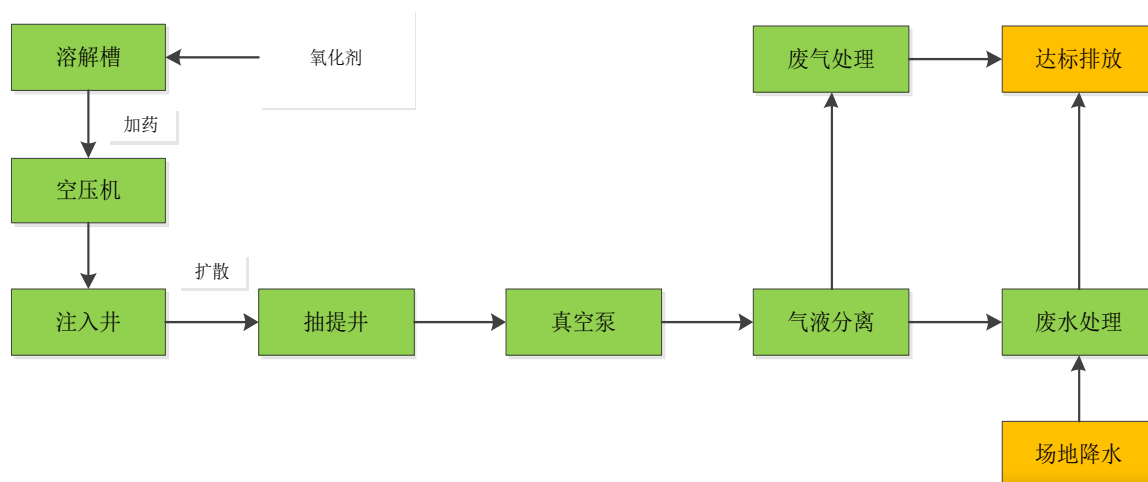 溶解槽
氧化剂
废气处理
达标排放
加药
空压机
扩散
注入井
抽提井
真空泵
气液分离
废水处理
场地降水